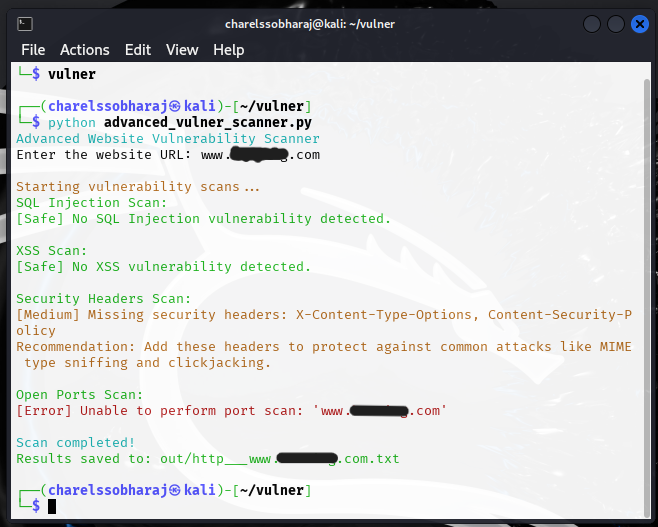 charelssobharaj@kali: ~/vulner
File Actions Edit View Help
└─$ vulner
┌──(charelssobharaj㉿kali)-[~/vulner]
└─$ python advanced_vulner_scanner.py
Advanced Website Vulnerability Scanner
Enter the website URL: www.g.com
Starting vulnerability scans...
SQL Injection Scan:
[Safe] No SQL Injection vulnerability detected.
XSS Scan:
[Safe] No XSS vulnerability detected.
Security Headers Scan:
[Medium] Missing security headers: X-Content-Type-Options, Content-Security-P
olicy
Recommendation: Add these headers to protect against common attacks like MIME
type sniffing and clickjacking.
Open Ports Scan:
[Error] Unable to perform port scan: 'www.g.com'
Scan completed!
Results saved to: out/http___www.g.com.txt
┌──(charelssobharaj㉿kali)-[~/vulner]
└─$